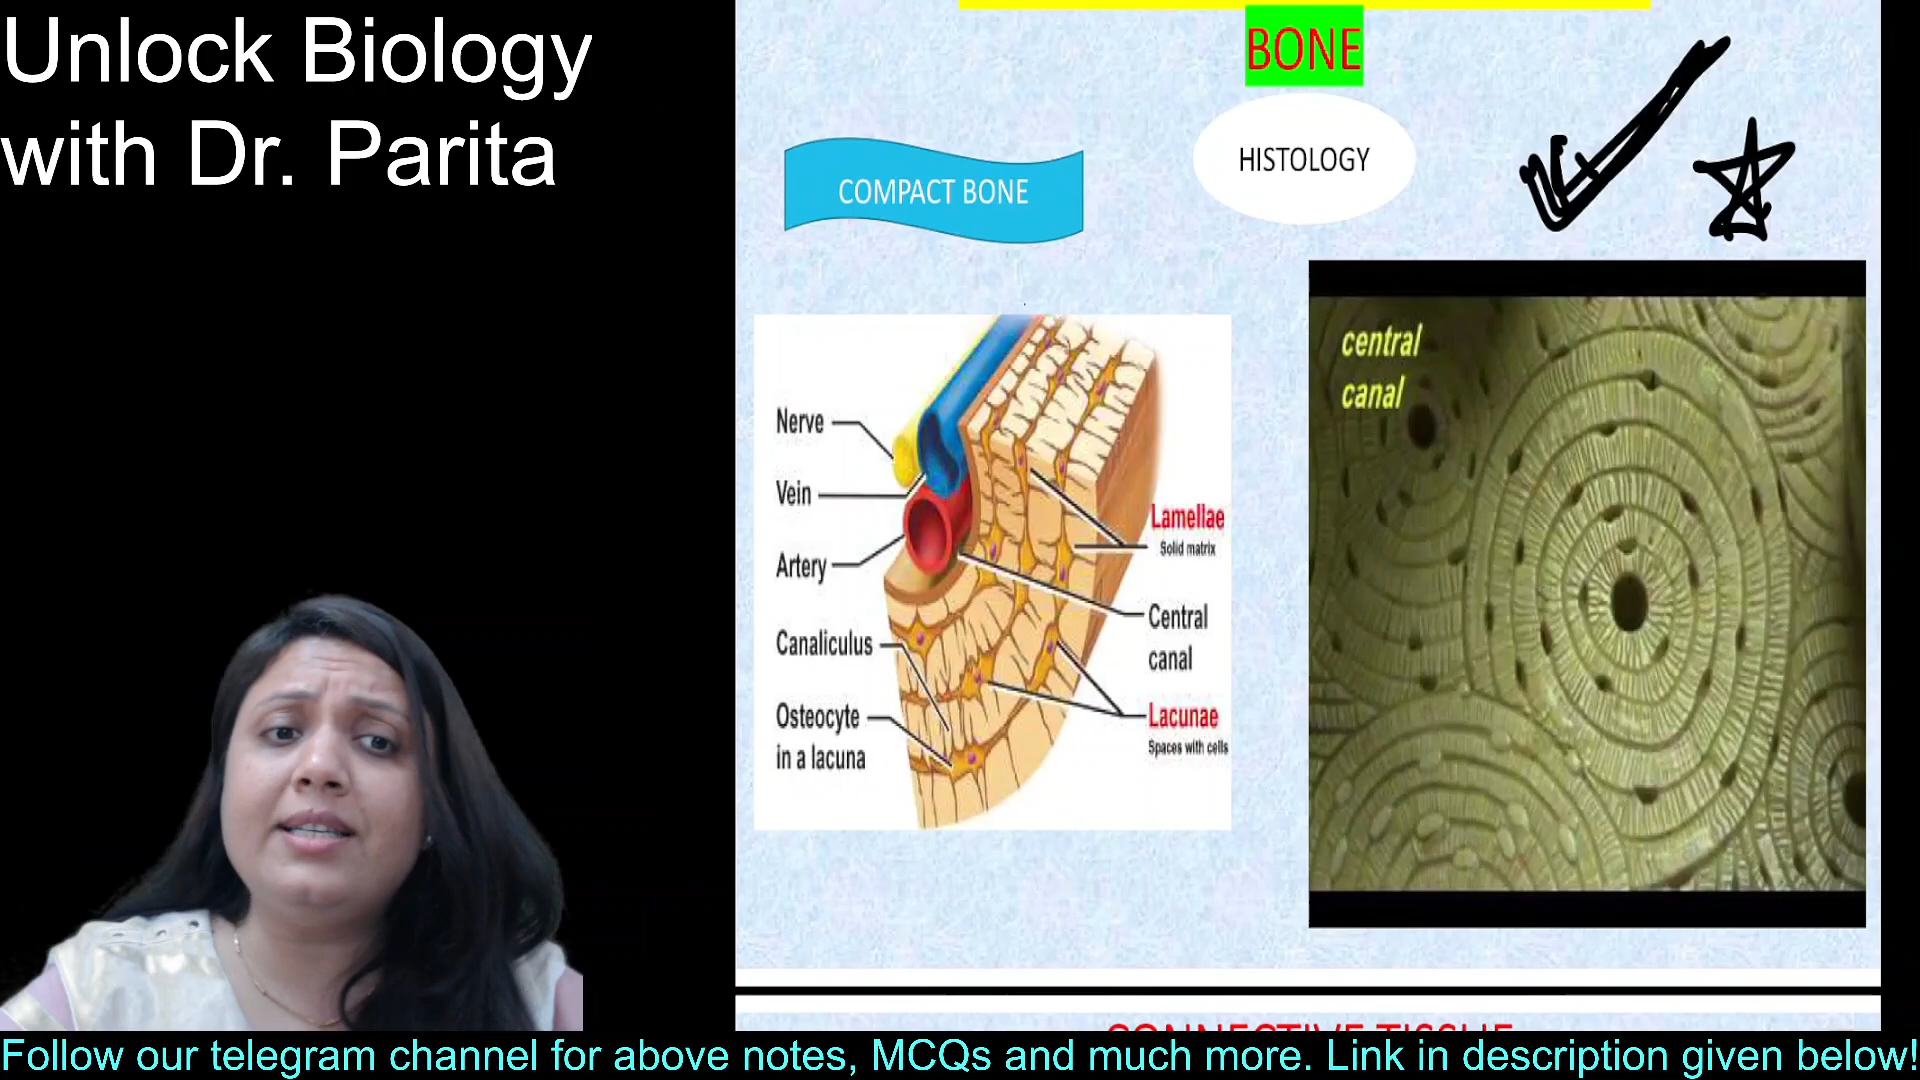 Unlock Biology
with Dr. Parita
BONE
HISTOLOGY
COMPACT BONE
central
canal
Nerve
Vein
Artery
Canaliculus
Osteocyte
in a lacuna
Lamellae
Solid matrix
Central
canal
Lacunae
Spaces with cells
CONNECTIVE TISSUE
Follow our telegram channel for above notes, MCQs and much more. Link in description given below!